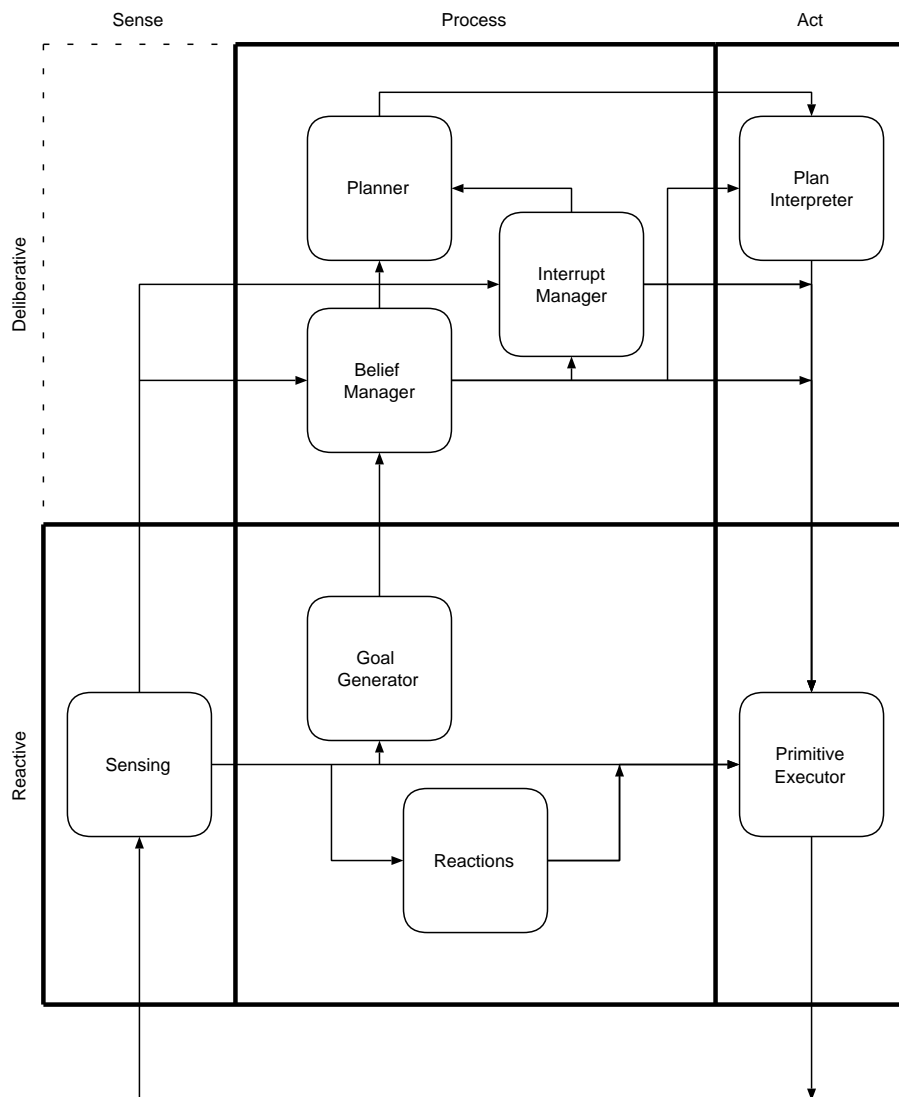 Sense
Process
Act
Deliberative
Planner
Plan
Interpreter
Interrupt
Manager
Belief
Manager
Reactive
Goal
Generator
Sensing
Primitive
Executor
Reactions